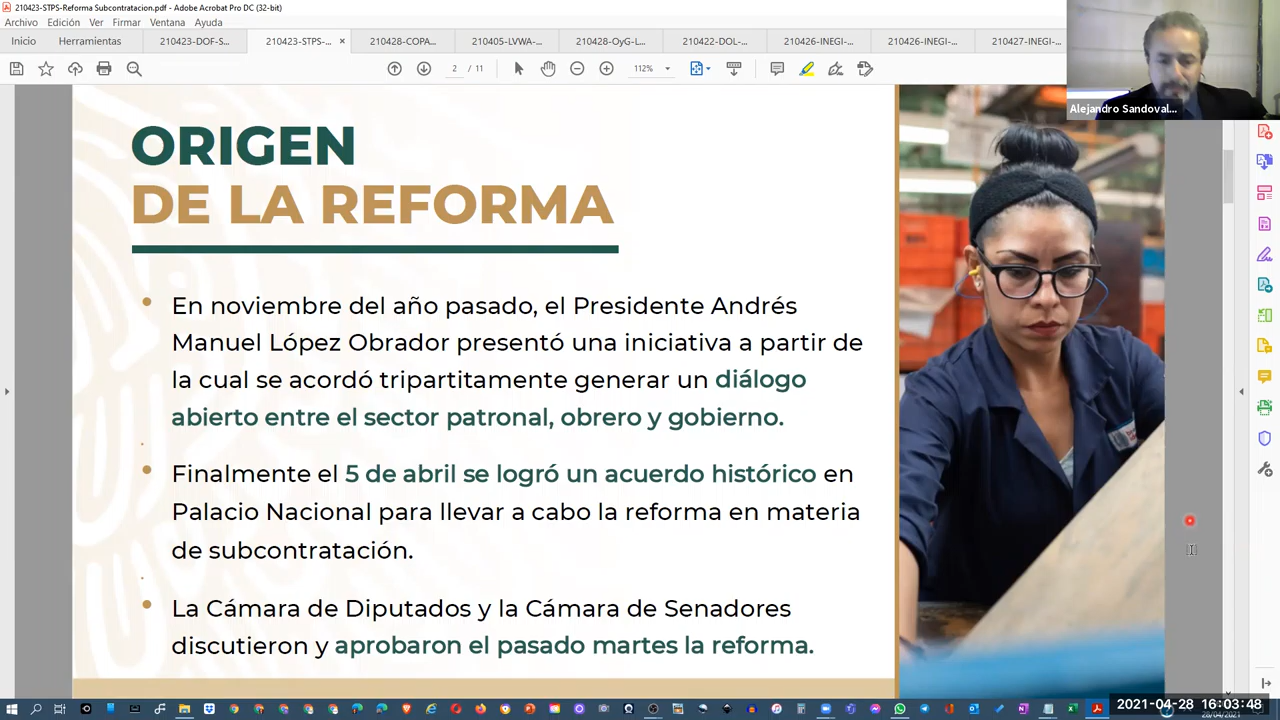 210423-STPS-Reforma Subcontratacion.pdf - Adobe Acrobat Pro DC (32-bit)
Archivo Edición Ver Firmar Ventana Ayuda
Inicio Herramientas 210423-DOF-S... 210423-STPS-... × 210428-COPA... 210405-LVWA-... 210428-OyG-L... 210422-DOL-... 210426-INEGI-... 210426-INEGI-... 210427-INEGI-...
2 / 11 112%
Alejandro Sandoval...
ORIGEN
DE LA REFORMA
En noviembre del año pasado, el Presidente Andrés
Manuel López Obrador presentó una iniciativa a partir de
la cual se acordó tripartitamente generar un diálogo
abierto entre el sector patronal, obrero y gobierno.
Finalmente el 5 de abril se logró un acuerdo histórico en
Palacio Nacional para llevar a cabo la reforma en materia
de subcontratación.
La Cámara de Diputados y la Cámara de Senadores
discutieron y aprobaron el pasado martes la reforma.
2021-04-28 16:03:48
28/04/2021